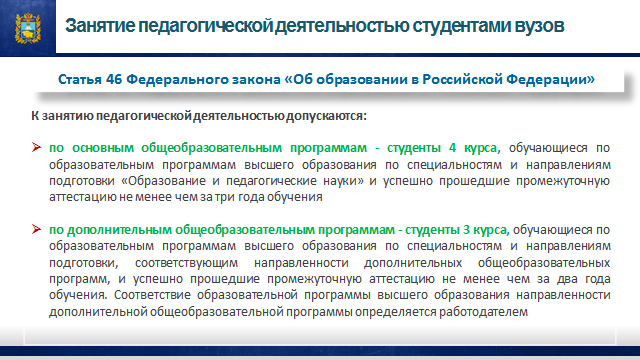 Занятие педагогической деятельностью студентами вузов
Статья 46 Федерального закона «Об образовании в Российской Федерации»
К занятию педагогической деятельностью допускаются:
по основным общеобразовательным программам - студенты 4 курса, обучающиеся по
образовательным программам высшего образования по специальностям и направлениям
подготовки «Образование и педагогические науки» и успешно прошедшие промежуточную
аттестацию не менее чем за три года обучения
по дополнительным общеобразовательным программам - студенты 3 курса, обучающиеся по
образовательным программам высшего образования по специальностям и направлениям
подготовки, соответствующим направленности дополнительных общеобразовательных
программ, и успешно прошедшие промежуточную аттестацию не менее чем за два года
обучения. Соответствие образовательной программы высшего образования направленности
дополнительной общеобразовательной программы определяется работодателем